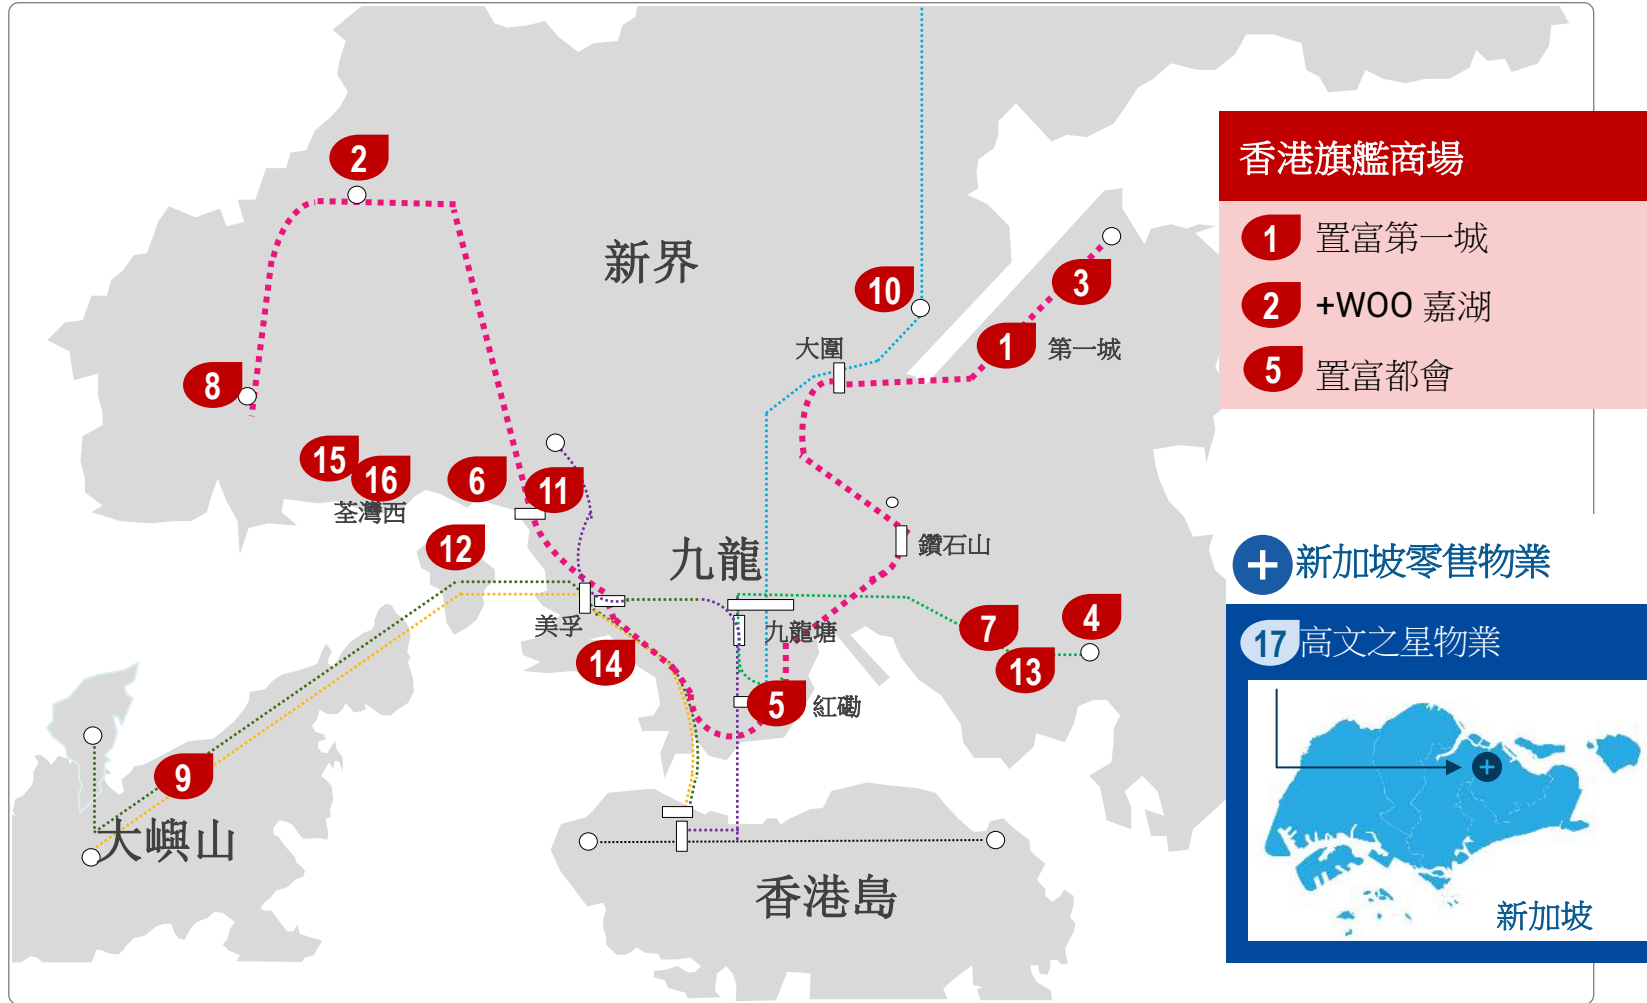 2
新界
10
3
大圍
1
第一城
8
15
16
荃灣西
6
11
12
九龍
鑽石山
美孚
九龍塘
7
4
14
13
5
紅磡
9
大嶼山
香港島
香港旗艦商場
1 置富第一城
2 +WOO 嘉湖
5 置富都會
+ 新加坡零售物業
17 高文之星物業
+
新加坡